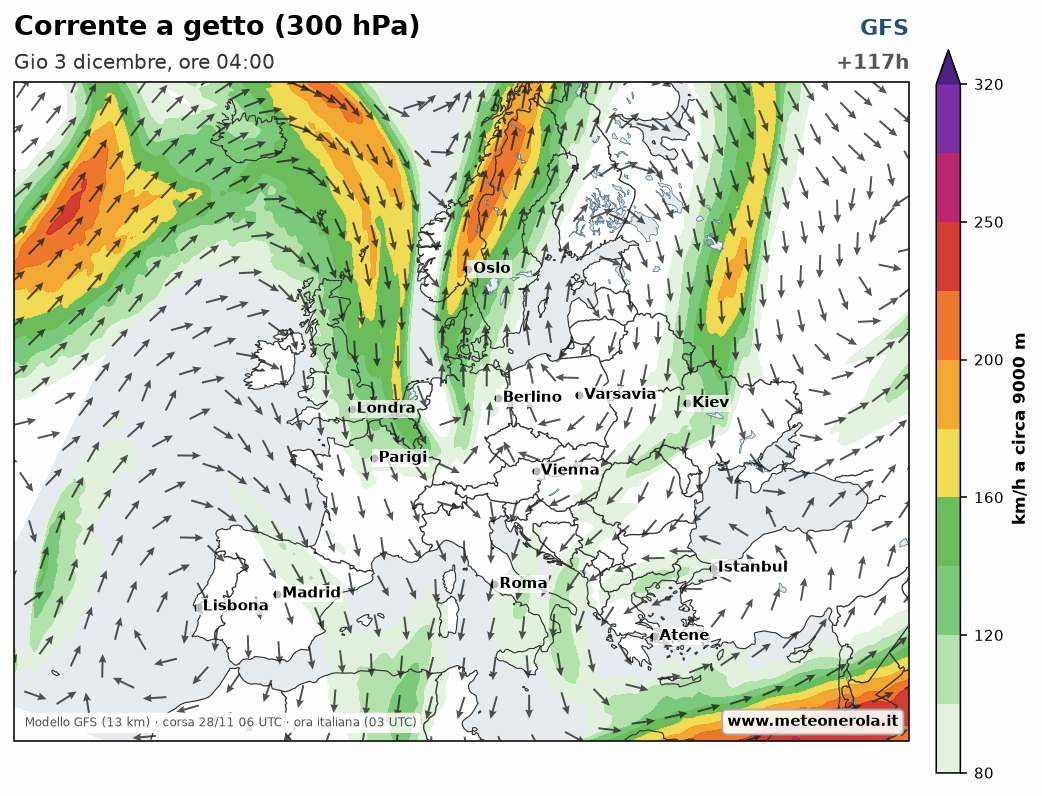 Corrente a getto (300 hPa)
GFS
Gio 3 dicembre, ore 04:00
+117h
320
250
200
160
120
80
km/h a circa 9000 m
Oslo
Berlino
Varsavia
Kiev
Londra
Parigi
Vienna
Istanbul
Roma
Madrid
Lisbona
Atene
Modello GFS (13 km) · corsa 28/11 06 UTC · ora italiana (03 UTC)
www.meteonerola.it